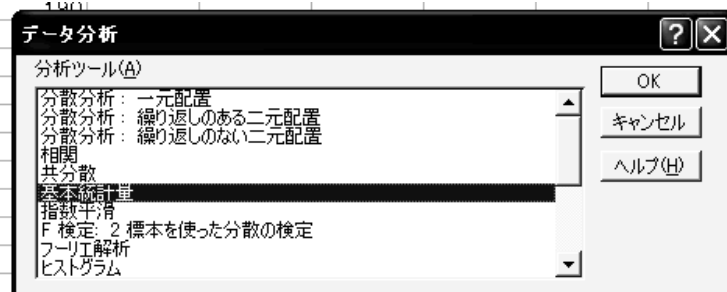 190
データ分析
分析ツール(A)
分散分析: 一元配置
分散分析: 繰り返しのある二元配置
分散分析: 繰り返しのない二元配置
相関
共分散
基本統計量
指数平滑
F 検定: 2 標本を使った分散の検定
フーリエ解析
ヒストグラム
OK
キャンセル
ヘルプ(H)